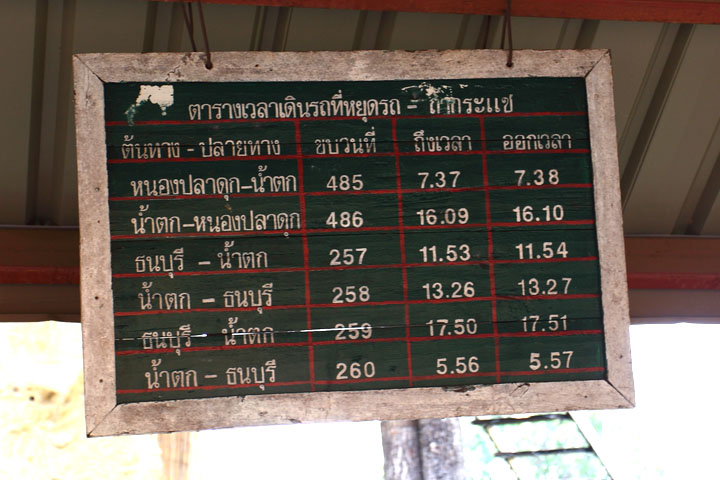 ตารางเวลาเดินรถที่หยุดรถ - ถ้ำกระแซ
ต้นทาง - ปลายทาง ขบวนที่ ถึงเวลา ออกเวลา
หนองปลาดุก-น้ำตก 485 7.37 7.38
น้ำตก-หนองปลาดุก 486 16.09 16.10
ธนบุรี - น้ำตก 257 11.53 11.54
น้ำตก - ธนบุรี 258 13.26 13.27
ธนบุรี - น้ำตก 259 17.50 17.51
น้ำตก - ธนบุรี 260 5.56 5.57